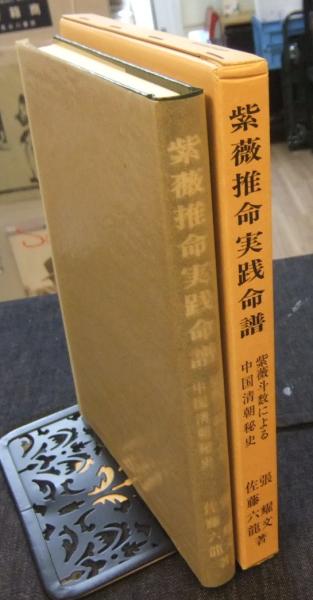 紫薇推命実践命譜
紫薇斗数による
中国清朝秘史
張耀文
佐藤六龍 著
紫薇推命実践命譜
中国清朝秘史
佐藤六龍